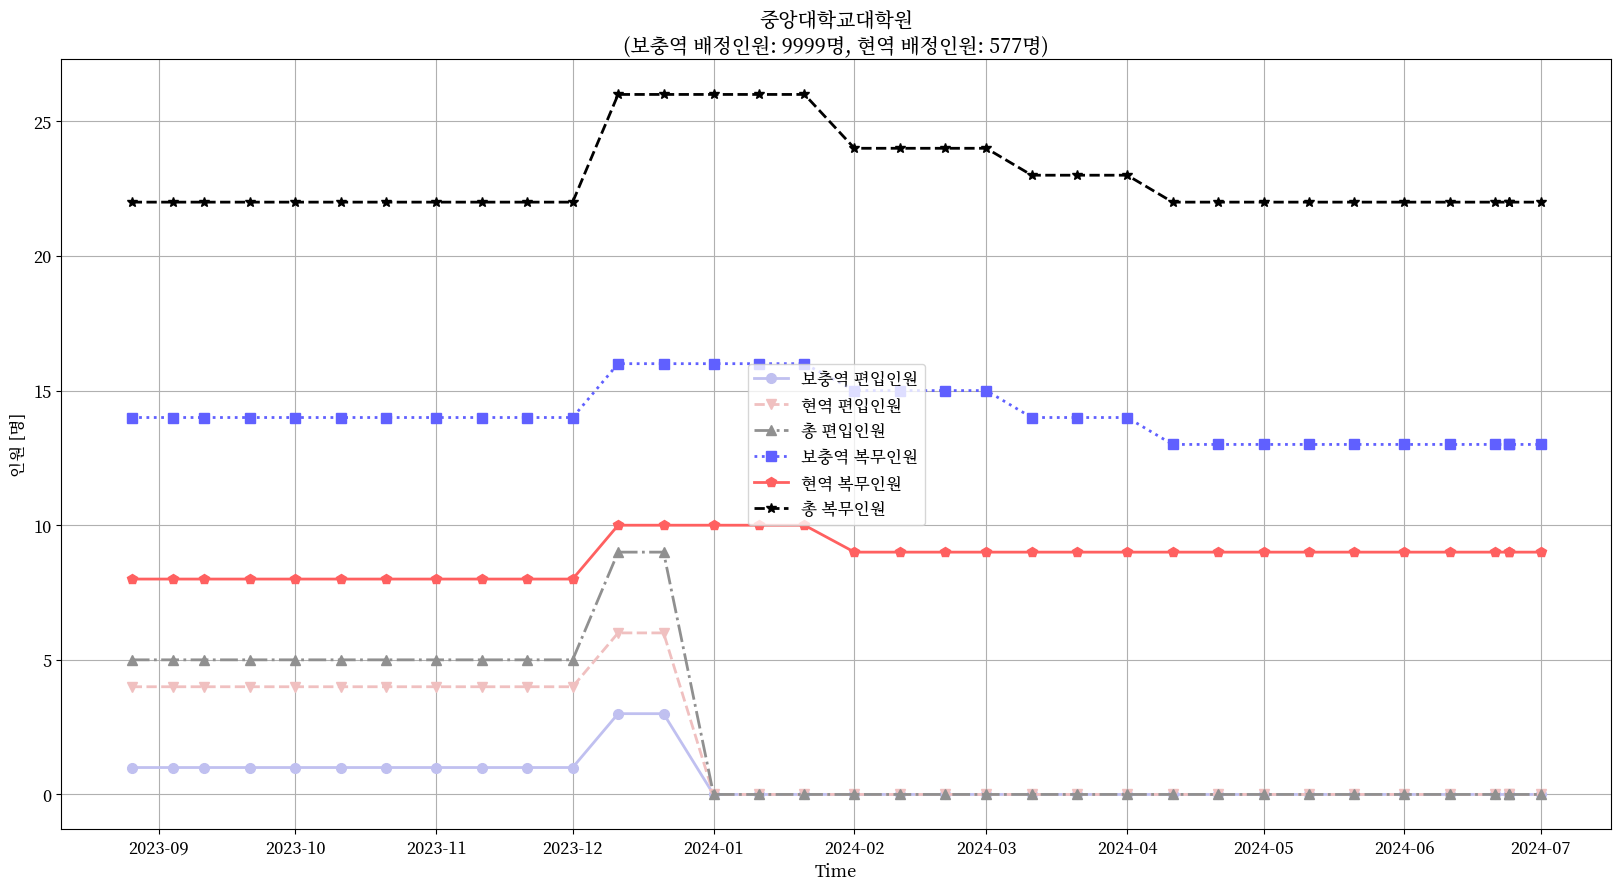 중앙대학교대학원
(보충역 배정인원: 9999명, 현역 배정인원: 577명)
인원 [명]
25
20
15
10
5
0
보충역 편입인원
현역 편입인원
총 편입인원
보충역 복무인원
현역 복무인원
총 복무인원
2023-09
2023-10
2023-11
2023-12
2024-01
2024-02
2024-03
2024-04
2024-05
2024-06
2024-07
Time